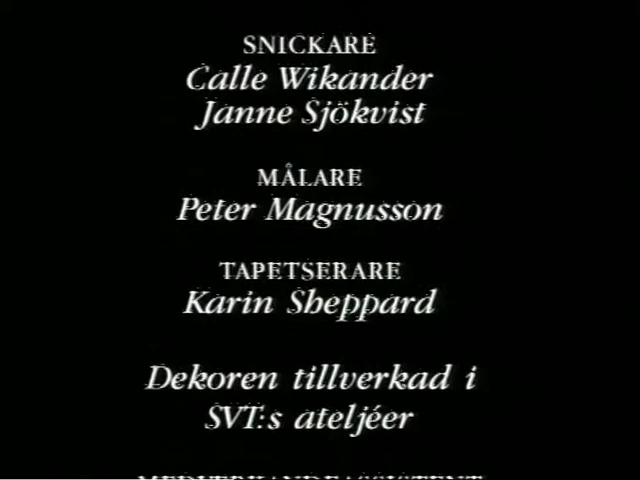 SNICKARE
Calle Wikander
Janne Sjökvist
MÅLARE
Peter Magnusson
TAPETSERARE
Karin Sheppard
Dekoren tillverkad i
SVT:s ateljéer